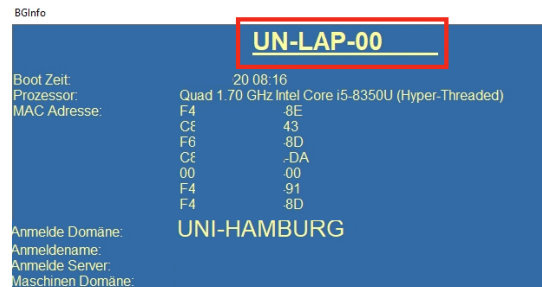 BGInfo
UN-LAP-00
Boot Zeit: 20 08:16
Prozessor: Quad 1.70 GHz Intel Core i5-8350U (Hyper-Threaded)
MAC Adresse: F4 -8E
C8 43
F6 -8D
C8 -DA
00 -00
F4 -91
F4 -8D
Anmelde Domäne: UNI-HAMBURG
Anmeldename:
Anmelde Server:
Maschinen Domäne: